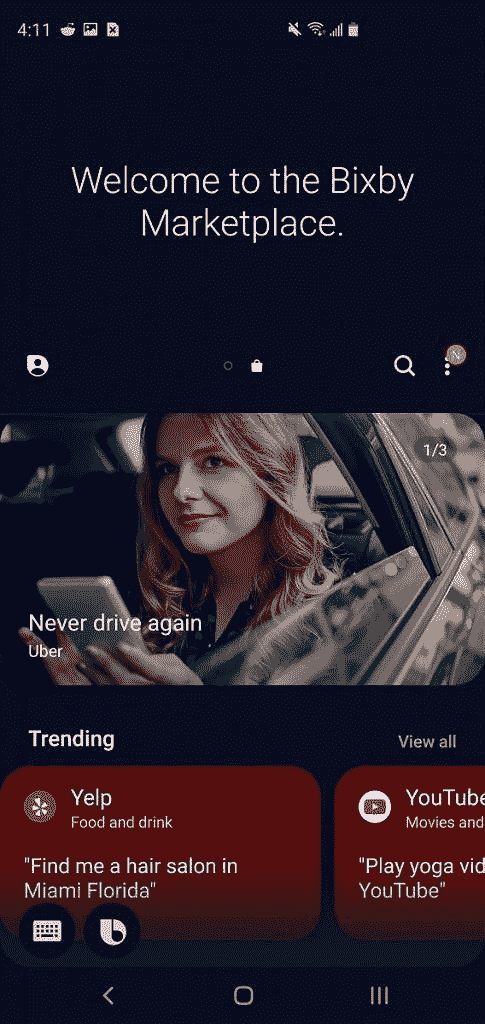 4:11
Welcome to the Bixby
Marketplace.
N
1/3
Never drive again
Uber
Trending
View all
Yelp
Food and drink
"Find me a hair salon in
Miami Florida"
YouTube
Movies and
"Play yoga vid
YouTube"